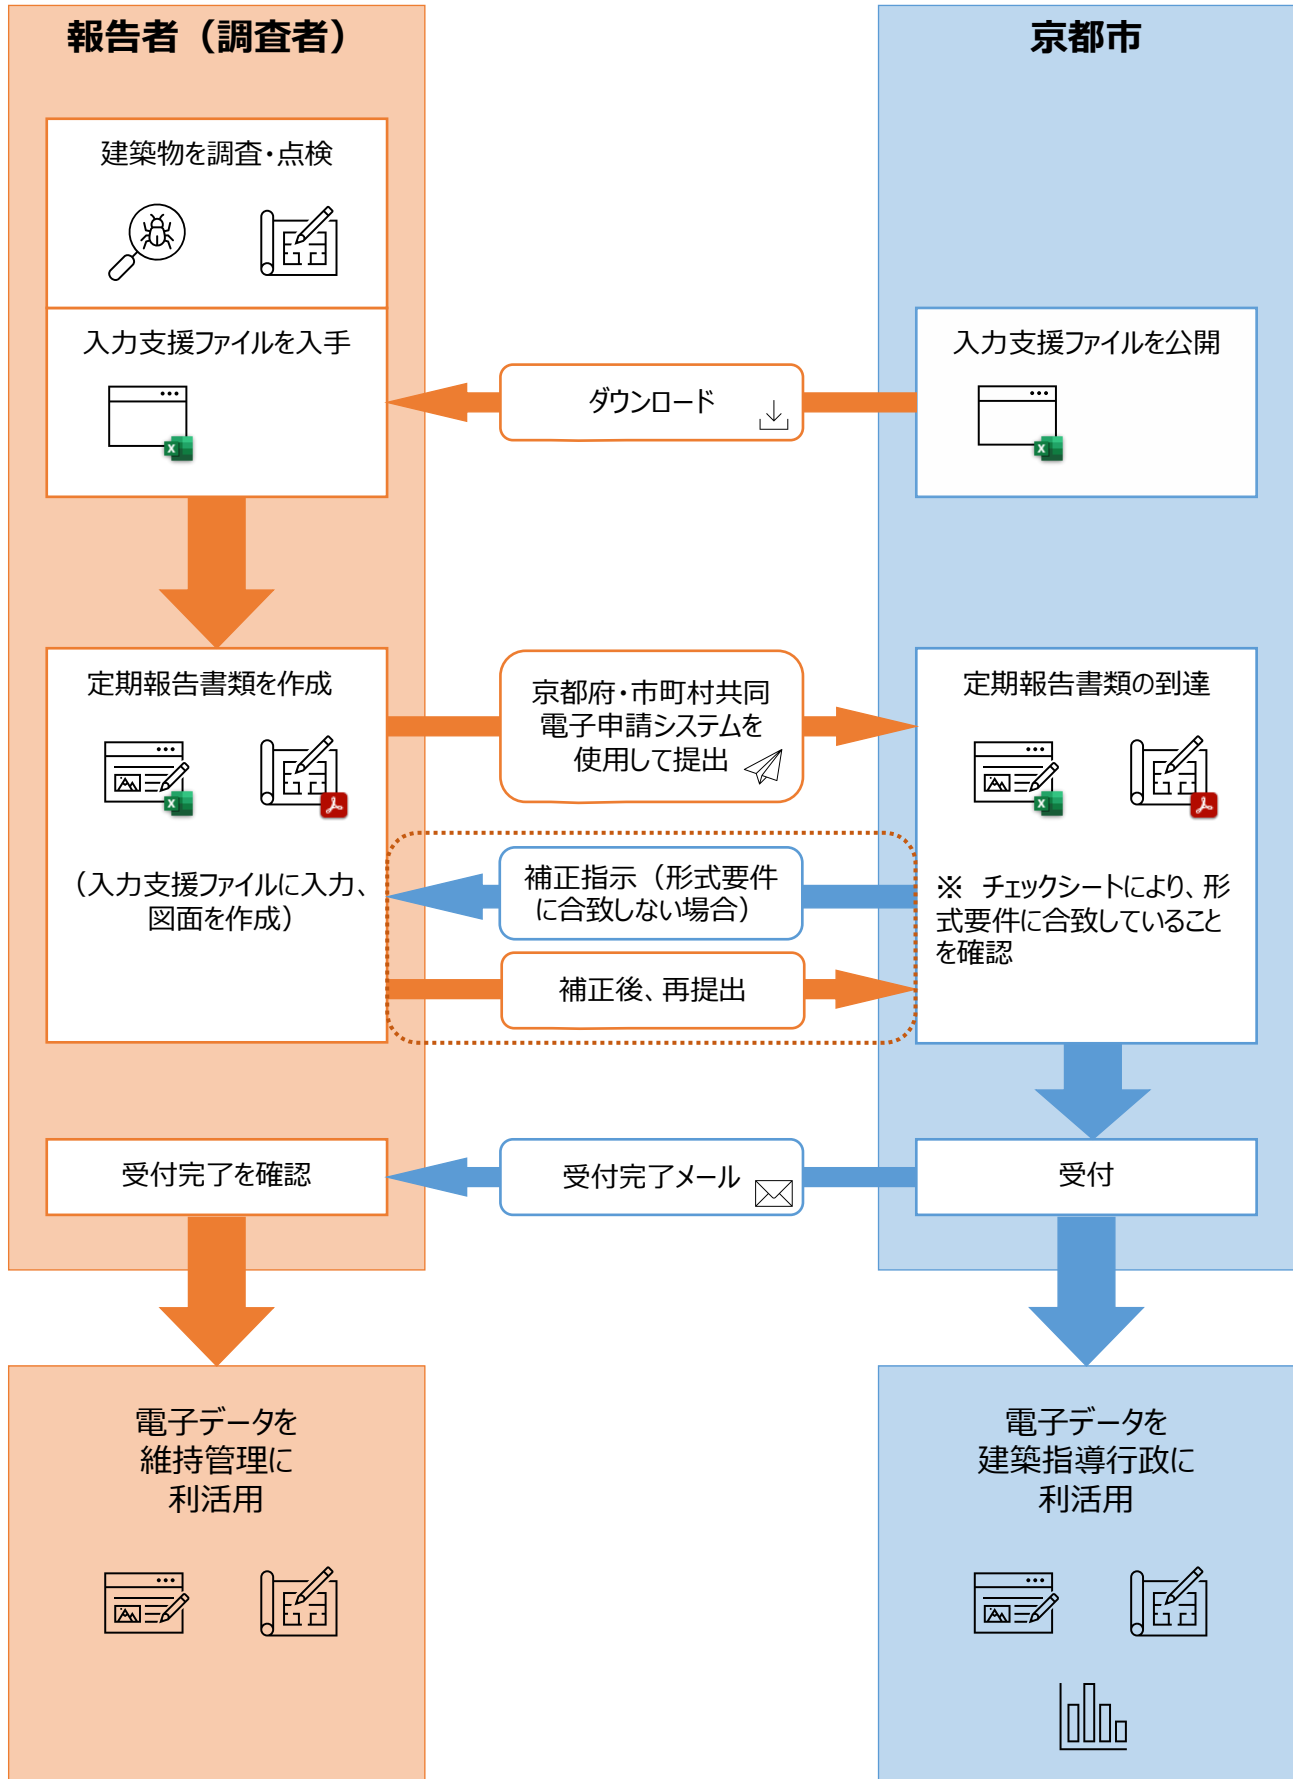 報告者（調査者）
京都市
建築物を調査・点検
入力支援ファイルを入手
ダウンロード
入力支援ファイルを公開
定期報告書類を作成
（入力支援ファイルに入力、
図面を作成）
京都府・市町村共同
電子申請システムを
使用して提出
定期報告書類の到達
※　チェックシートにより、形
式要件に合致していること
を確認
補正指示（形式要件
に合致しない場合）
補正後、再提出
受付完了を確認
受付完了メール
受付
電子データを
維持管理に
利活用
電子データを
建築指導行政に
利活用